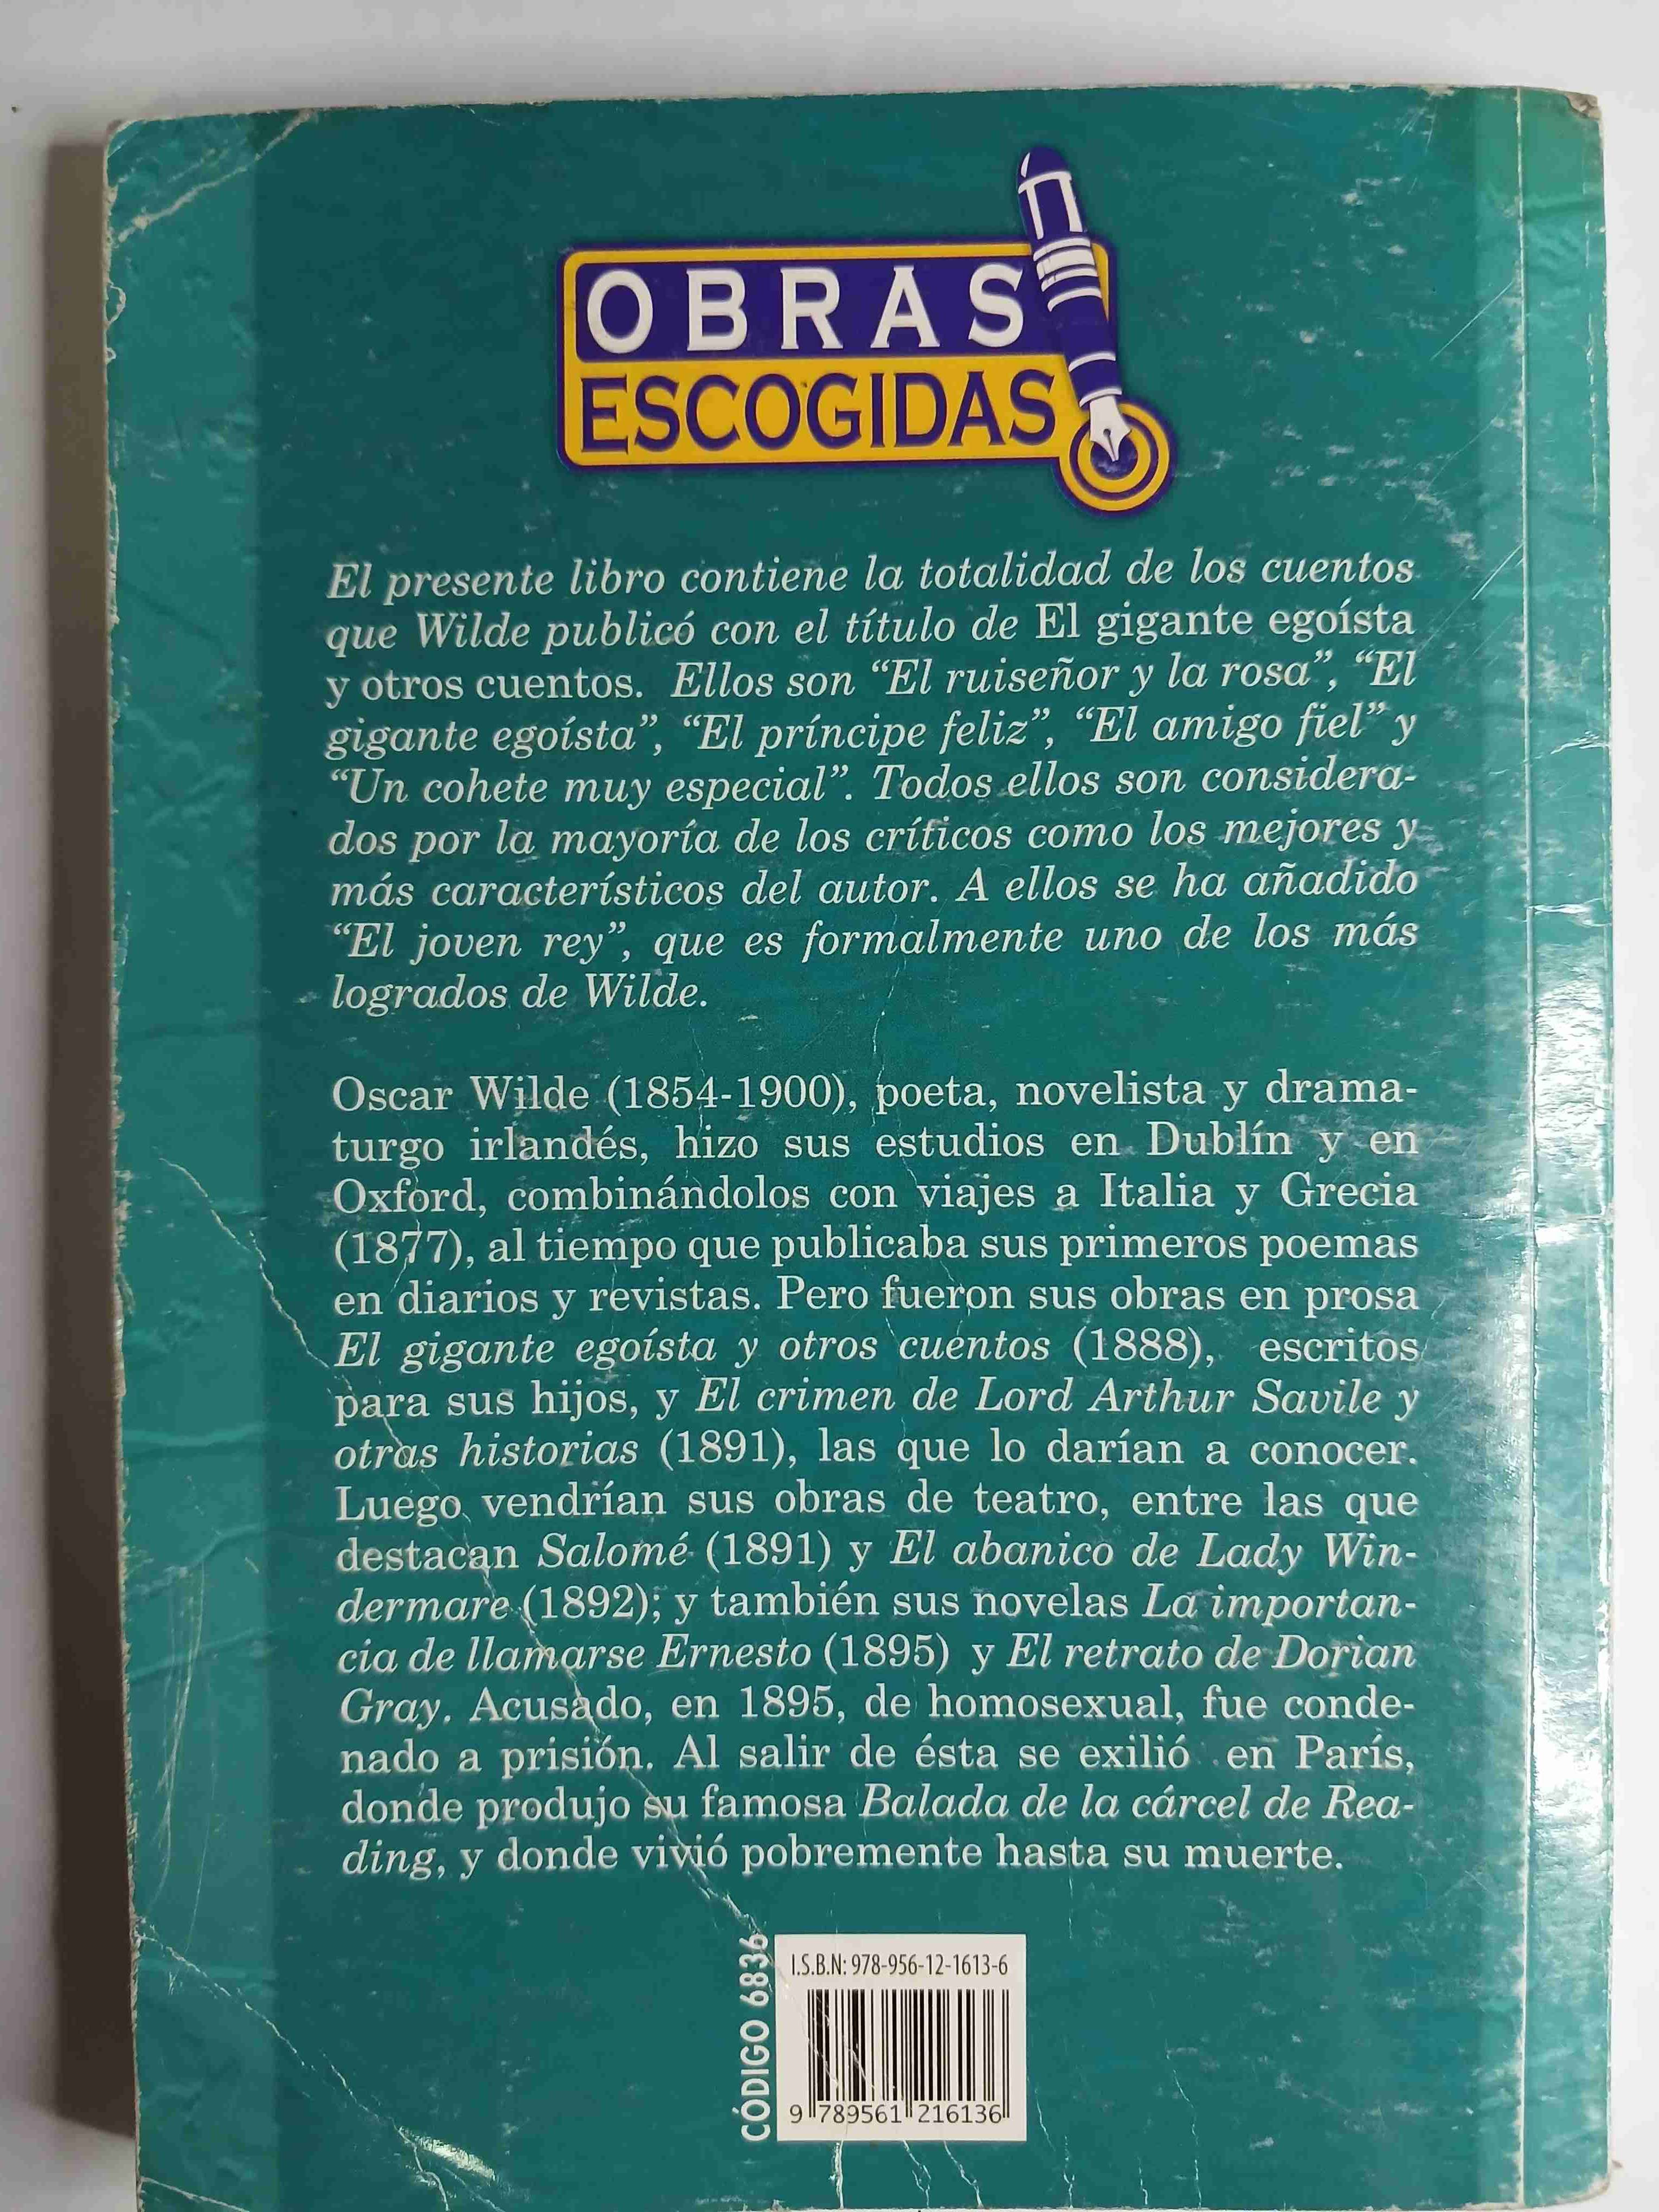 OBRAS
ESCOGIDAS
El presente libro contiene la totalidad de los cuentos
que Wilde publicó con el título de El gigante egoísta
y otros cuentos. Ellos son “El ruiseñor y la rosa”, “El
gigante egoísta”, “El príncipe feliz”, “El amigo fiel” y
“Un cohete muy especial”. Todos ellos son considera-
dos por la mayoría de los críticos como los mejores y
más característicos del autor. A ellos se ha añadido
“El joven rey”, que es formalmente uno de los más
logrados de Wilde.
Oscar Wilde (1854-1900), poeta, novelista y drama-
turgo irlandés, hizo sus estudios en Dublín y en
Oxford, combinándolos con viajes a Italia y Grecia
(1877), al tiempo que publicaba sus primeros poemas
en diarios y revistas. Pero fueron sus obras en prosa
El gigante egoísta y otros cuentos (1888), escritos
para sus hijos, y El crimen de Lord Arthur Savile y
otras historias (1891), las que lo darían a conocer.
Luego vendrían sus obras de teatro, entre las que
destacan Salomé (1891) y El abanico de Lady Win-
dermare (1892); y también sus novelas La importan-
cia de llamarse Ernesto (1895) y El retrato de Dorian
Gray. Acusado, en 1895, de homosexual, fue conde-
nado a prisión. Al salir de ésta se exilió en París,
donde produjo su famosa Balada de la cárcel de Rea-
ding, y donde vivió pobremente hasta su muerte.
CÓDIGO 6836
I.S.B.N: 978-956-12-1613-6
9 789561 216136